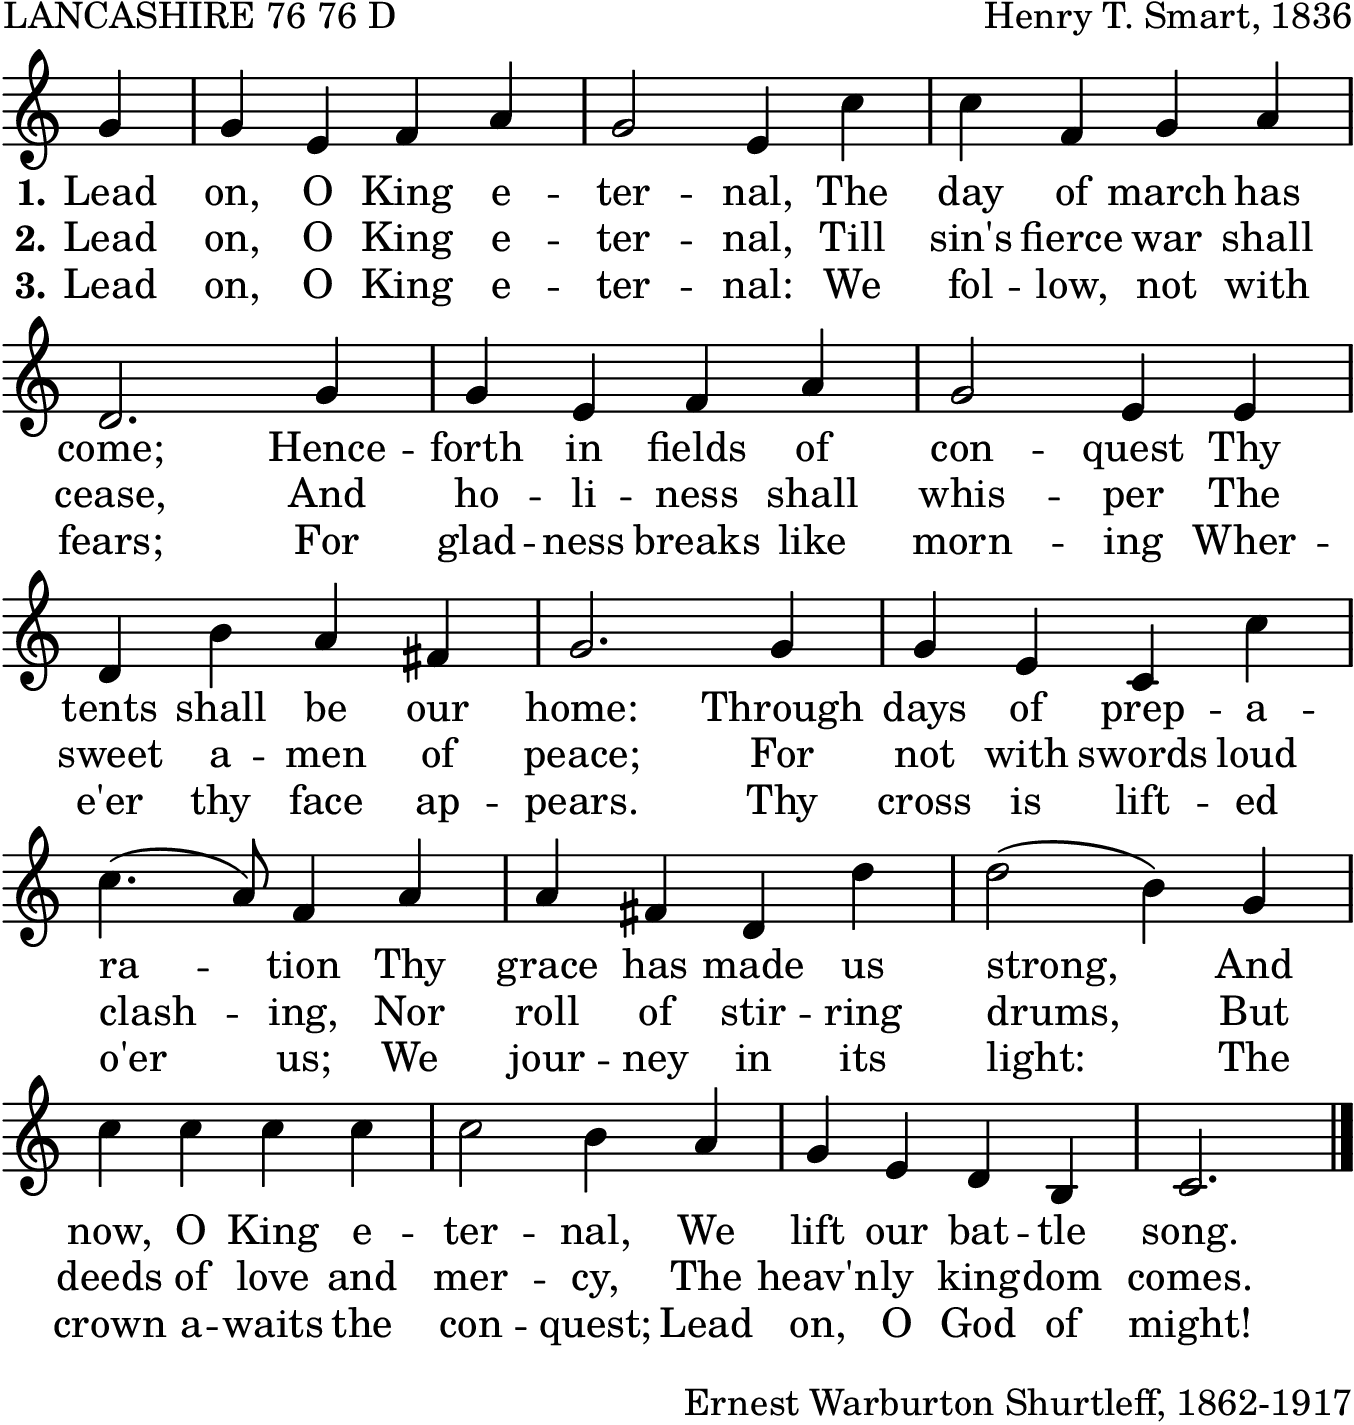 LANCASHIRE 76 76 D
Henry T. Smart, 1836
1. Lead on, O King e - ter - nal, The day of march has
2. Lead on, O King e - ter - nal, Till sin's fierce war shall
3. Lead on, O King e - ter - nal: We fol - low, not with
come; Hence - forth in fields of con - quest Thy
cease, And ho - li - ness shall whis - per The
fears; For glad - ness breaks like morn - ing Wher -
tents shall be our home: Through days of prep - a -
sweet a - men of peace; For not with swords loud
e'er thy face ap - pears. Thy cross is lift - ed
ra - tion Thy grace has made us strong, And
clash - ing, Nor roll of stir - ring drums, But
o'er us; We jour - ney in its light: The
now, O King e - ter - nal, We lift our bat - tle song.
deeds of love and mer - cy, The heav'nly kingdom comes.
crown a - waits the con - quest; Lead on, O God of might!
Ernest Warburton Shurtleff, 1862-1917